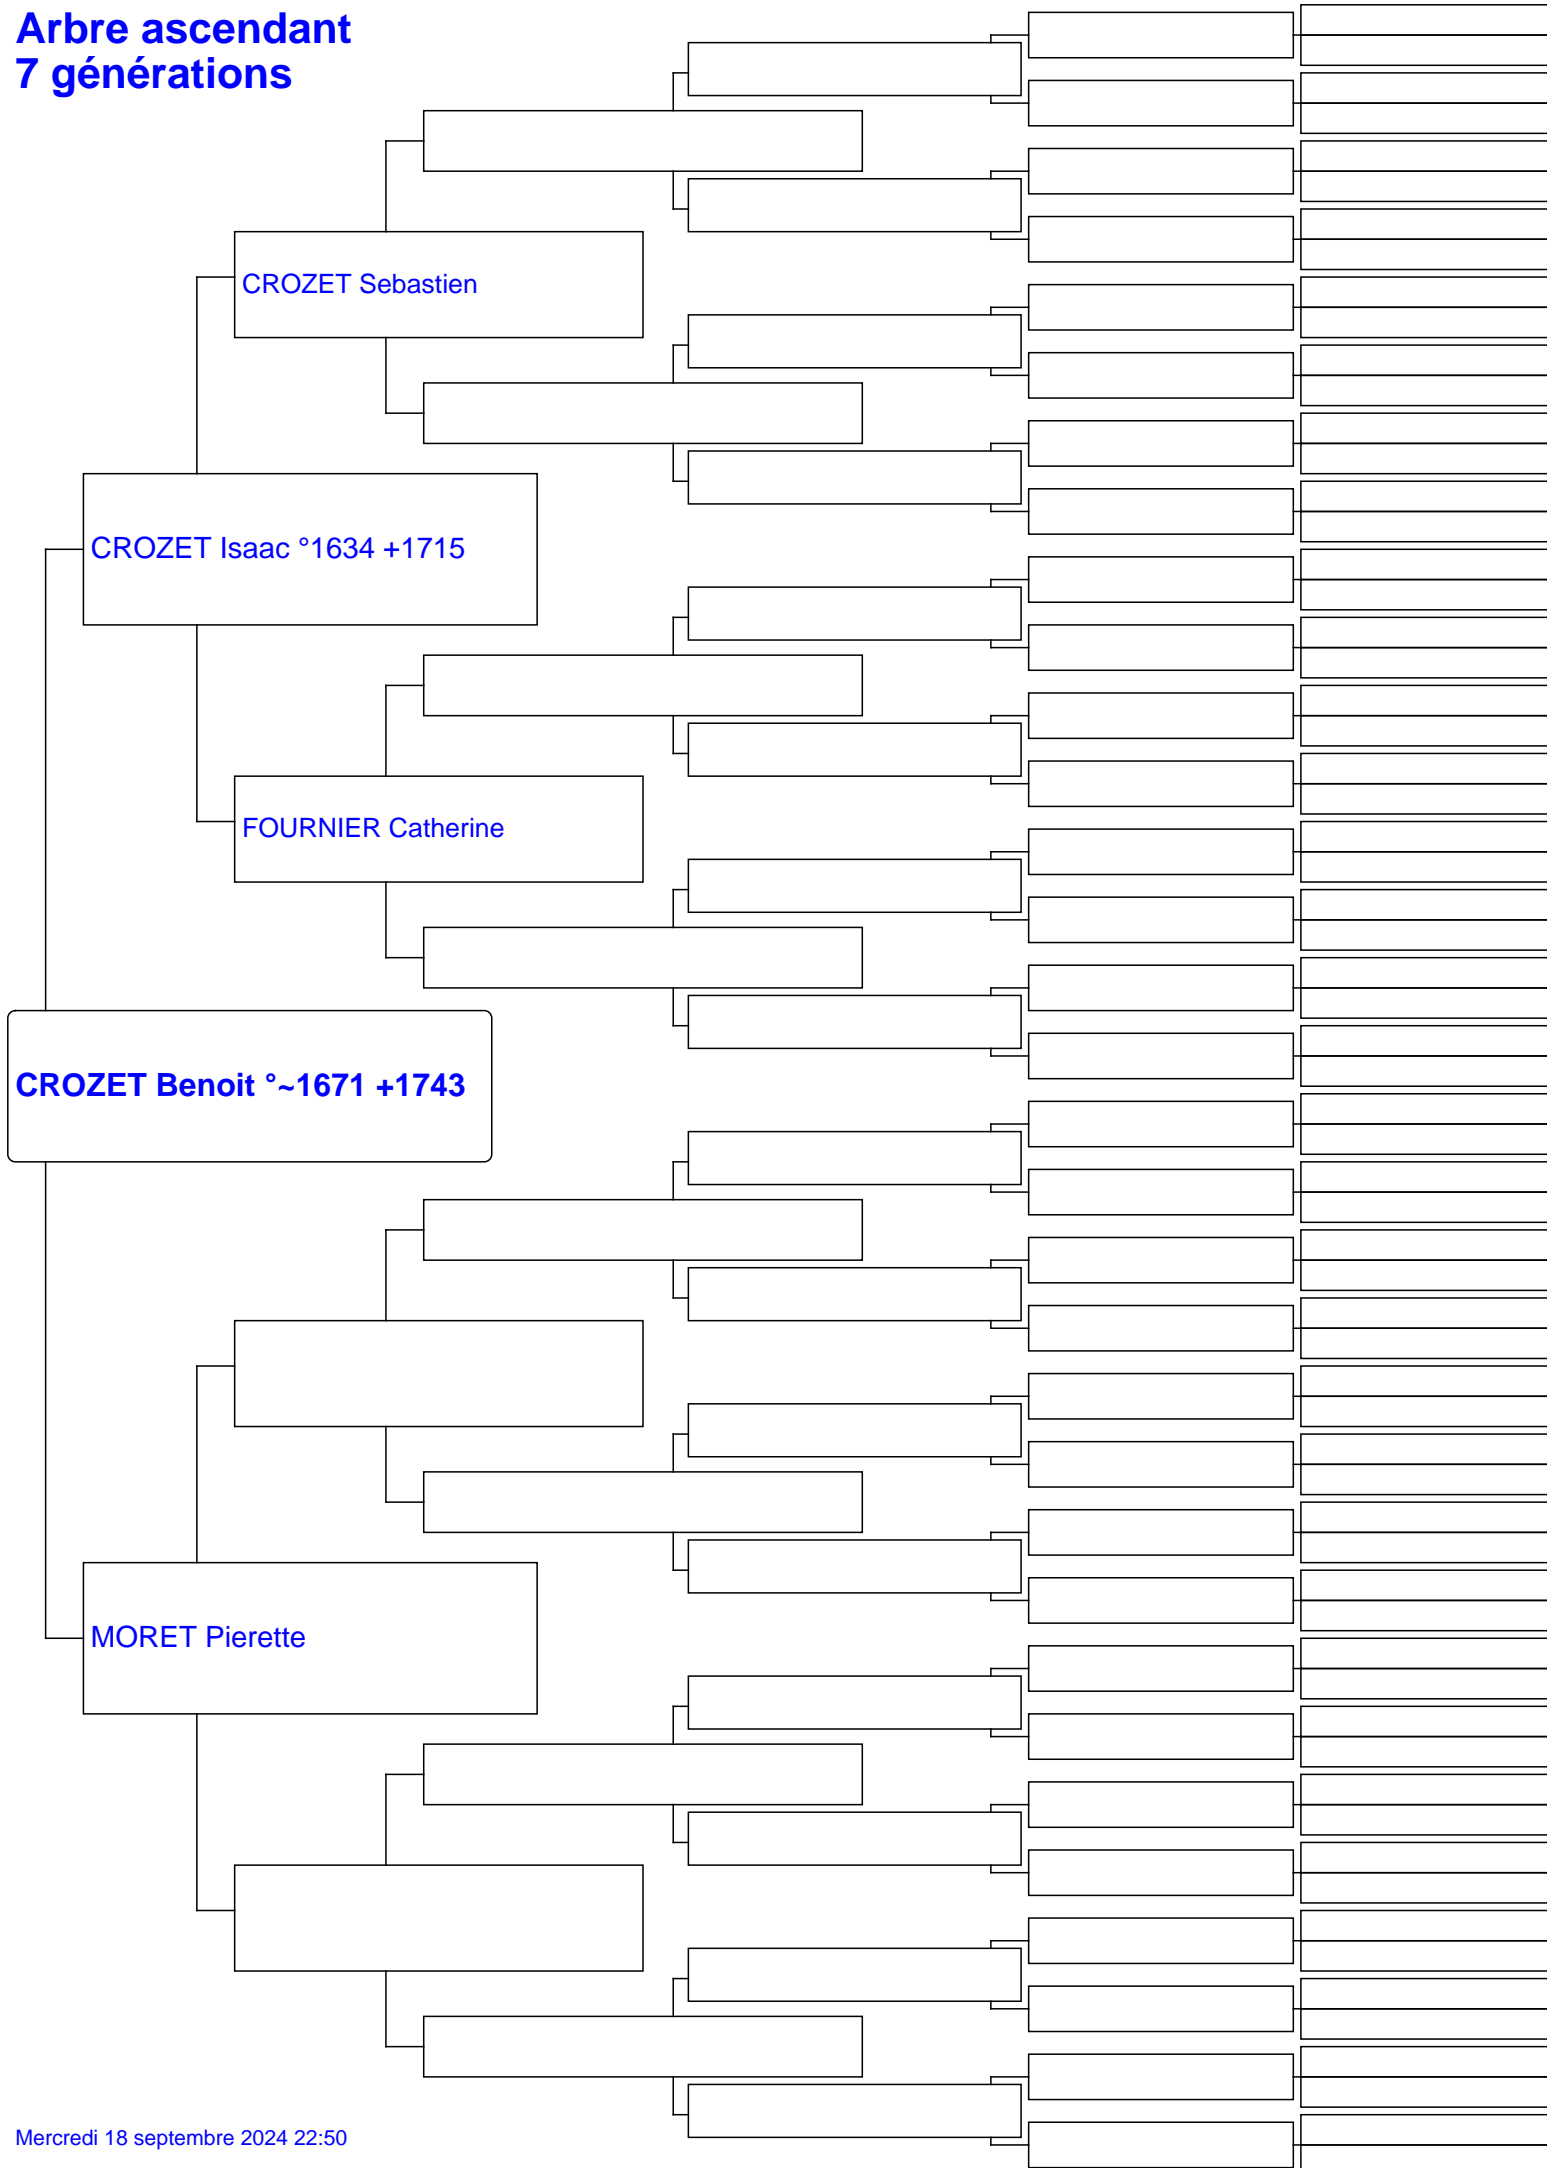 Arbre ascendant
7 générations
CROZET Sebastien
CROZET Isaac °1634 +1715
FOURNIER Catherine
CROZET Benoit °~1671 +1743
MORET Pierette
Mercredi 18 septembre 2024 22:50